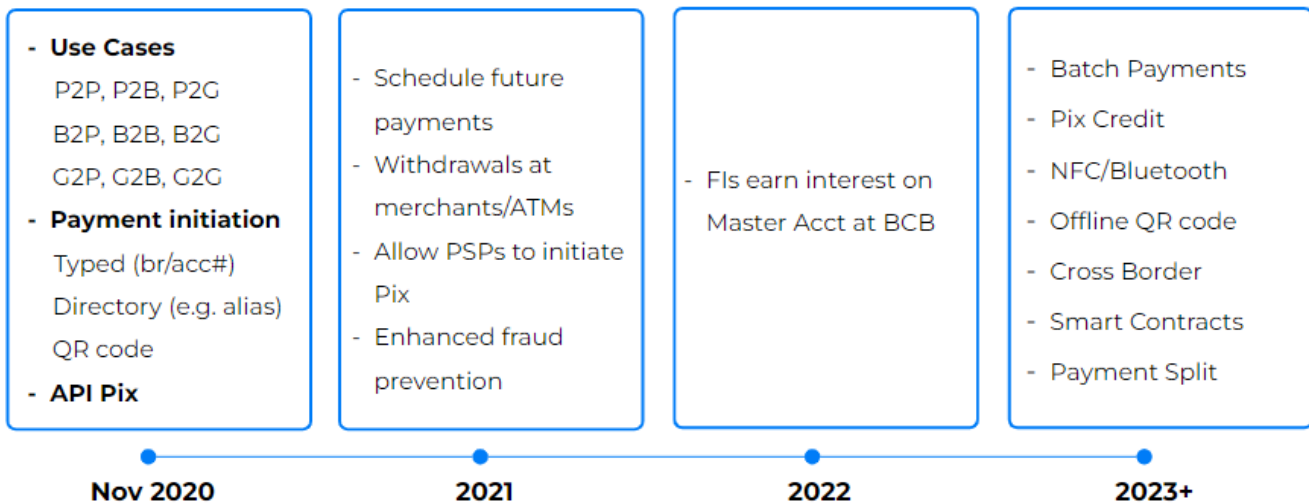 - Use Cases
P2P, P2B, P2G
B2P, B2B, B2G
G2P, G2B, G2G
- Payment initiation
Typed (br/acc#)
Directory (e.g. alias)
QR code
- API Pix
- Schedule future
payments
- Withdrawals at
merchants/ATMs
- Allow PSPs to initiate
Pix
- Enhanced fraud
prevention
- FIs earn interest on
Master Acct at BCB
- Batch Payments
- Pix Credit
- NFC/Bluetooth
- Offline QR code
- Cross Border
- Smart Contracts
- Payment Split
Nov 2020
2021
2022
2023+